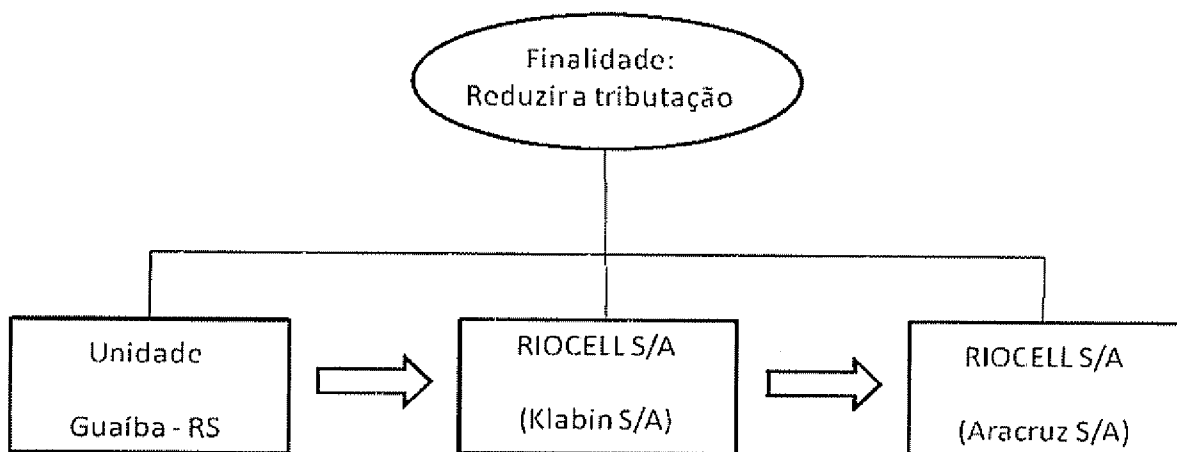 Finalidade:
Reduzir a tributação
Unidade
Guaíba - RS
RIOCELL S/A
(Klabin S/A)
RIOCELL S/A
(Aracruz S/A)